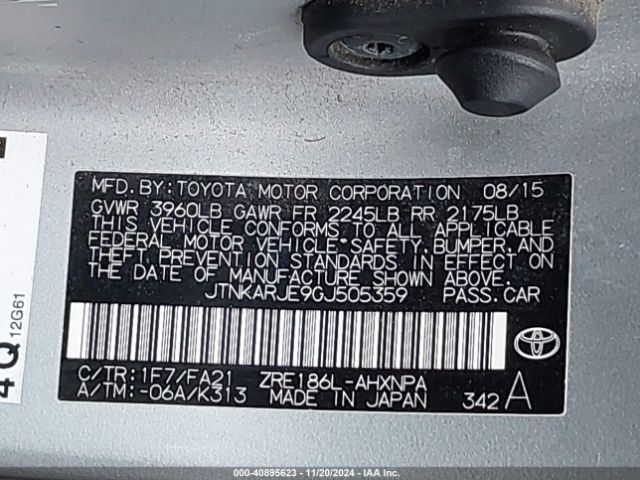 MFD. BY: TOYOTA MOTOR CORPORATION 08/15
GVWR 3960LB GAWR FR 2245LB RR 2175LB
THIS VEHICLE CONFORMS TO ALL APPLICABLE
FEDERAL MOTOR VEHICLE SAFETY, BUMPER, AND
THEFT PREVENTION STANDARDS IN EFFECT ON
THE DATE OF MANUFACTURE SHOWN ABOVE.
JTNKARJE9GJ505359 PASS. CAR
C/TR: 1F7/FA21 ZRE186L-AHXNPA
A/TM: -06A/K313 MADE IN JAPAN 342 A
TOYOTA
4Q 12G61
000-40895623 - 11/20/2024 - IAA Inc.